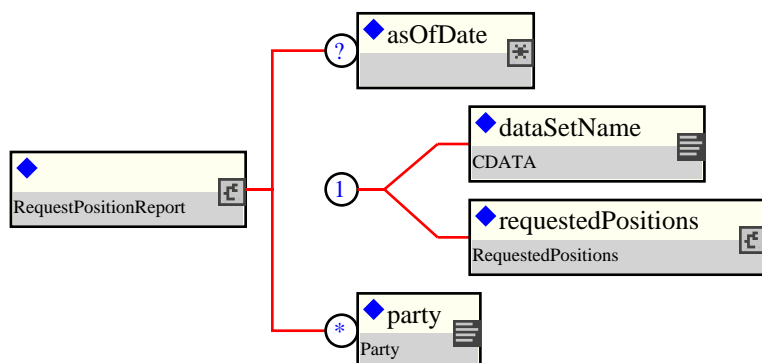 ?
asOfDate
dataSetName
CDATA
RequestPositionReport
1
requestedPositions
RequestedPositions
*
party
Party